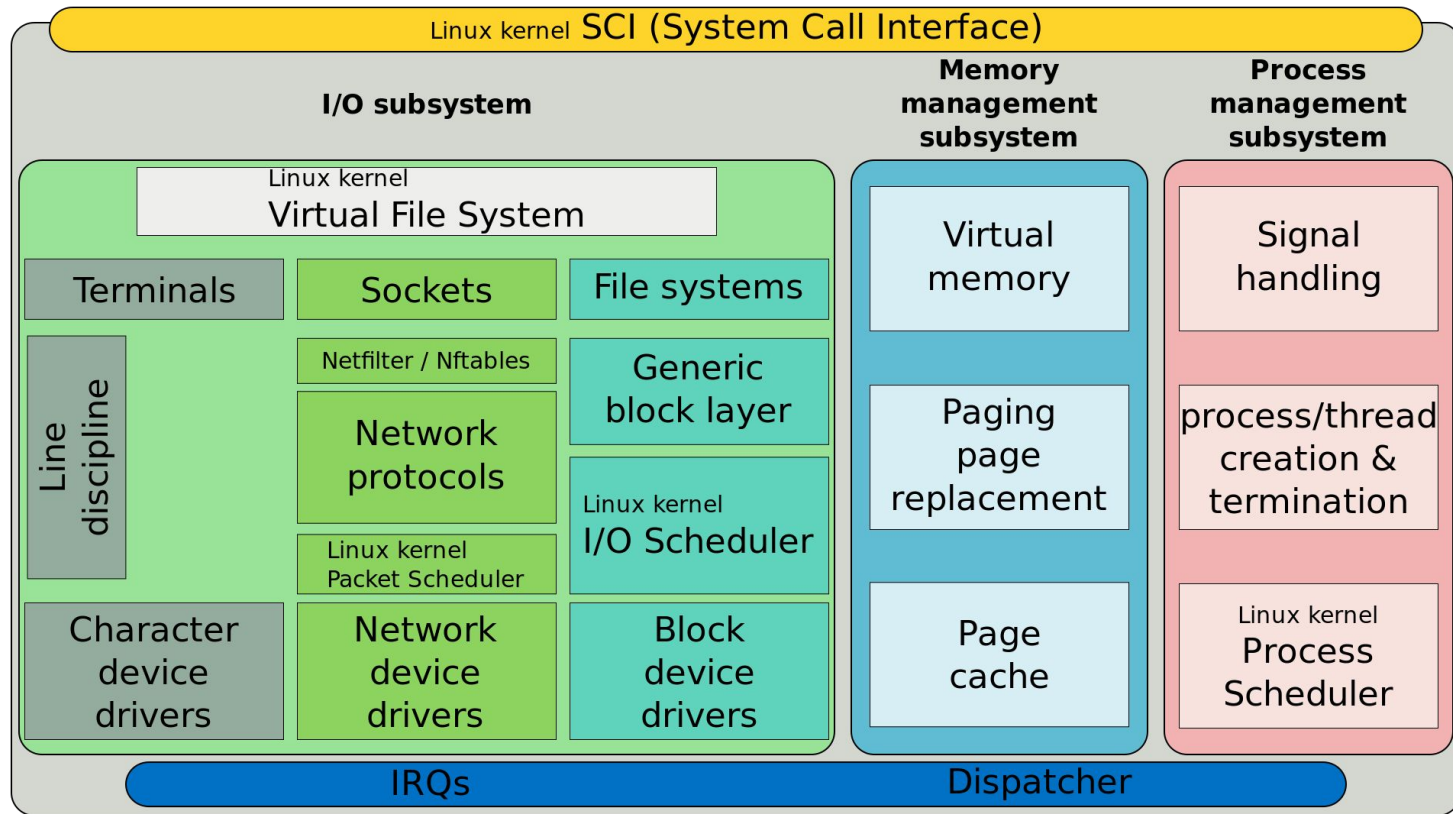 Linux kernel SCI (System Call Interface)
I/O subsystem
Memory
management
subsystem
Process
management
subsystem
Linux kernel
Virtual File System
Terminals
Sockets
File systems
Line
discipline
Netfilter / Nftables
Network
protocols
Linux kernel
Packet Scheduler
Generic
block layer
Linux kernel
I/O Scheduler
Character
device
drivers
Network
device
drivers
Block
device
drivers
Virtual
memory
Paging
page
replacement
Page
cache
Signal
handling
process/thread
creation &
termination
Linux kernel
Process
Scheduler
IRQs
Dispatcher